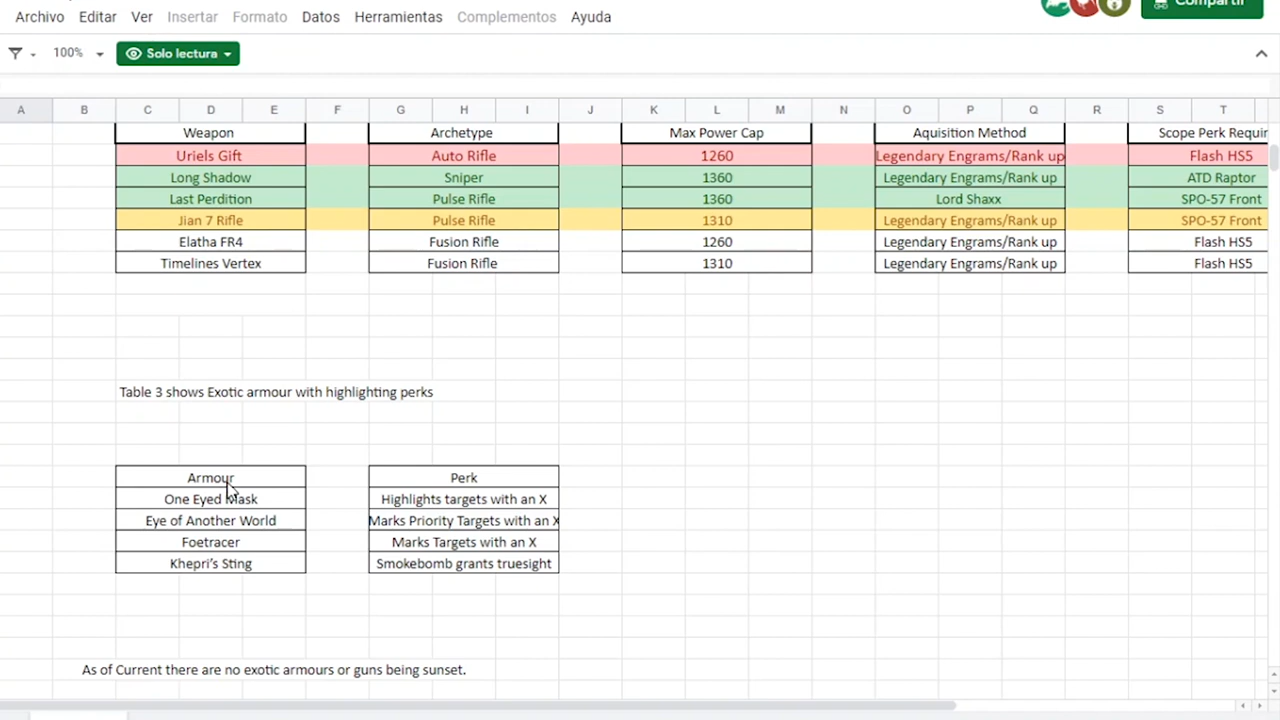 Archivo Editar Ver Insertar Formato Datos Herramientas Complementos Ayuda
100% Solo lectura
A B C D E F G H I J K L M N O P Q R S T
Weapon Archetype Max Power Cap Aquisition Method Scope Perk Requir
Uriels Gift Auto Rifle 1260 Legendary Engrams/Rank up Flash HS5
Long Shadow Sniper 1360 Legendary Engrams/Rank up ATD Raptor
Last Perdition Pulse Rifle 1360 Lord Shaxx SPO-57 Front
Jian 7 Rifle Pulse Rifle 1310 Legendary Engrams/Rank up SPO-57 Front
Elatha FR4 Fusion Rifle 1260 Legendary Engrams/Rank up Flash HS5
Timelines Vertex Fusion Rifle 1310 Legendary Engrams/Rank up Flash HS5
Table 3 shows Exotic armour with highlighting perks
Armour Perk
One Eyed Mask Highlights targets with an X
Eye of Another World Marks Priority Targets with an X
Foetracer Marks Targets with an X
Khepri's Sting Smokebomb grants truesight
As of Current there are no exotic armours or guns being sunset.